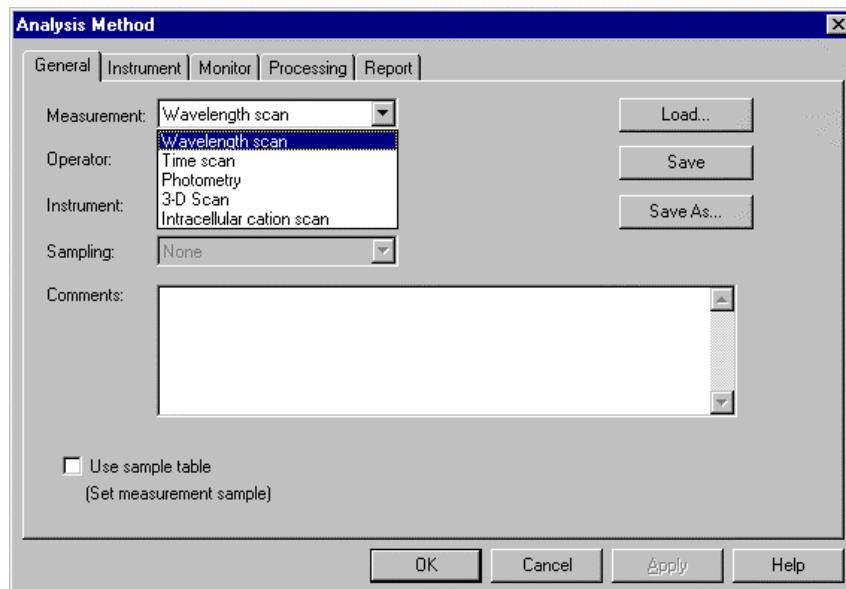 Analysis Method
General Instrument Monitor Processing Report
Measurement: Wavelength scan Load...
Wavelength scan
Time scan
Photometry
3-D Scan
Intracellular cation scan
Operator: Save
Instrument: Save As...
Sampling: None
Comments:
Use sample table
(Set measurement sample)
OK Cancel Apply Help